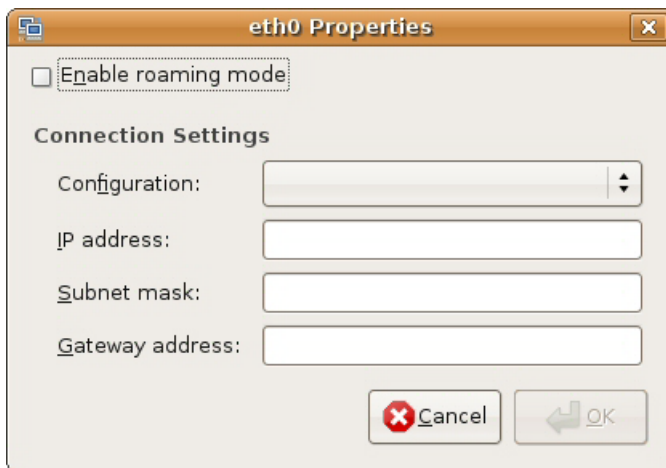 eth0 Properties
Enable roaming mode
Connection Settings
Configuration:
IP address:
Subnet mask:
Gateway address:
Cancel
OK